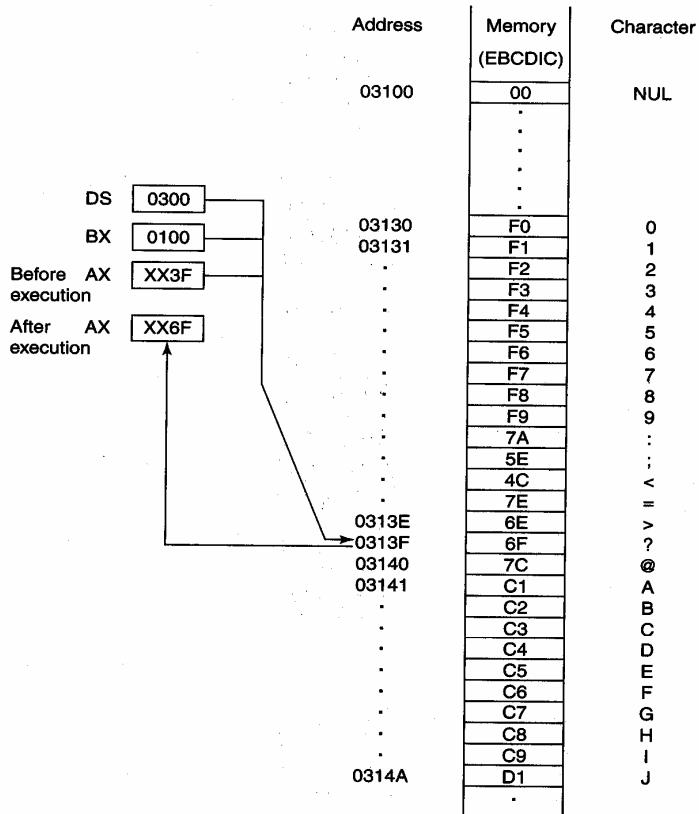 Address Memory Character
(EBCDIC)
03100 00 NUL
DS 0300
03130 F0 0
BX 0100
03131 F1 1
F2 2
Before AX XX3F
execution
F3 3
F4 4
After AX XX6F
execution
F5 5
F6 6
F7 7
F8 8
F9 9
7A :
5E ;
4C <
7E =
0313E 6E >
0313F 6F ?
03140 7C @
03141 C1 A
C2 B
C3 C
C4 D
C5 E
C6 F
C7 G
C8 H
C9 I
0314A D1 J